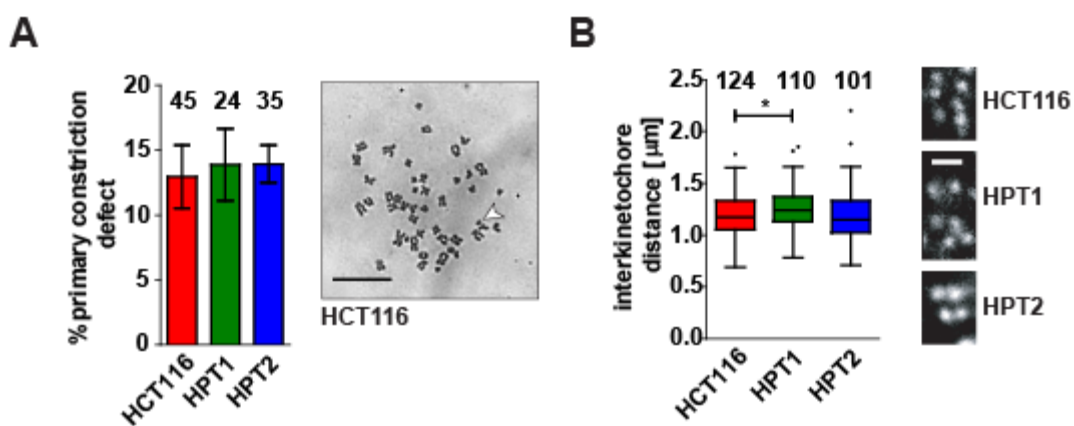 A
% primary constriction
defect
20
15
10
5
0
45 24 35
HCT116
HPT1
HPT2
HCT116
B
interkinetochore
distance [µm]
2.5
2.0
1.5
1.0
0.5
0.0
124 110 101
*
HCT116
HPT1
HPT2
HCT116
HPT1
HPT2